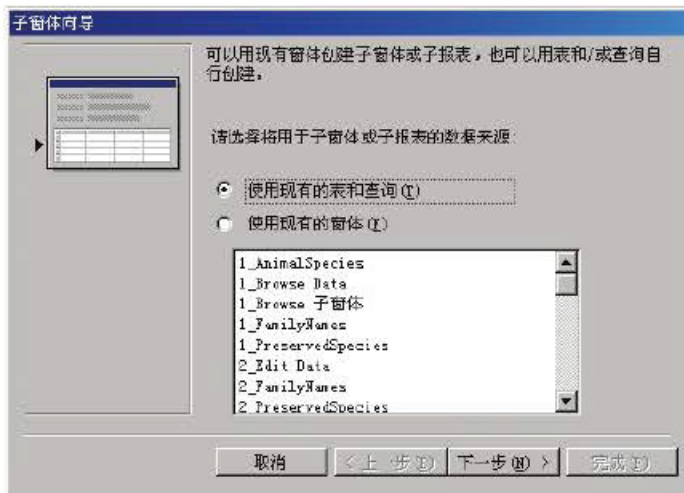 子窗体向导
可以用现有窗体创建子窗体或子报表，也可以用表和/或查询自
行创建。
请选择将用于子窗体或子报表的数据来源:
使用现有的表和查询(T)
使用现有的窗体(X)
1_AnimalSpecies
1_Browse Data
1_Browse 子窗体
1_FamilyNames
1_PreservedSpecies
2_Edit Data
2_FamilyNames
2_PreservedSpecies
取消
<上一步(B)
下一步(N) >
完成(F)